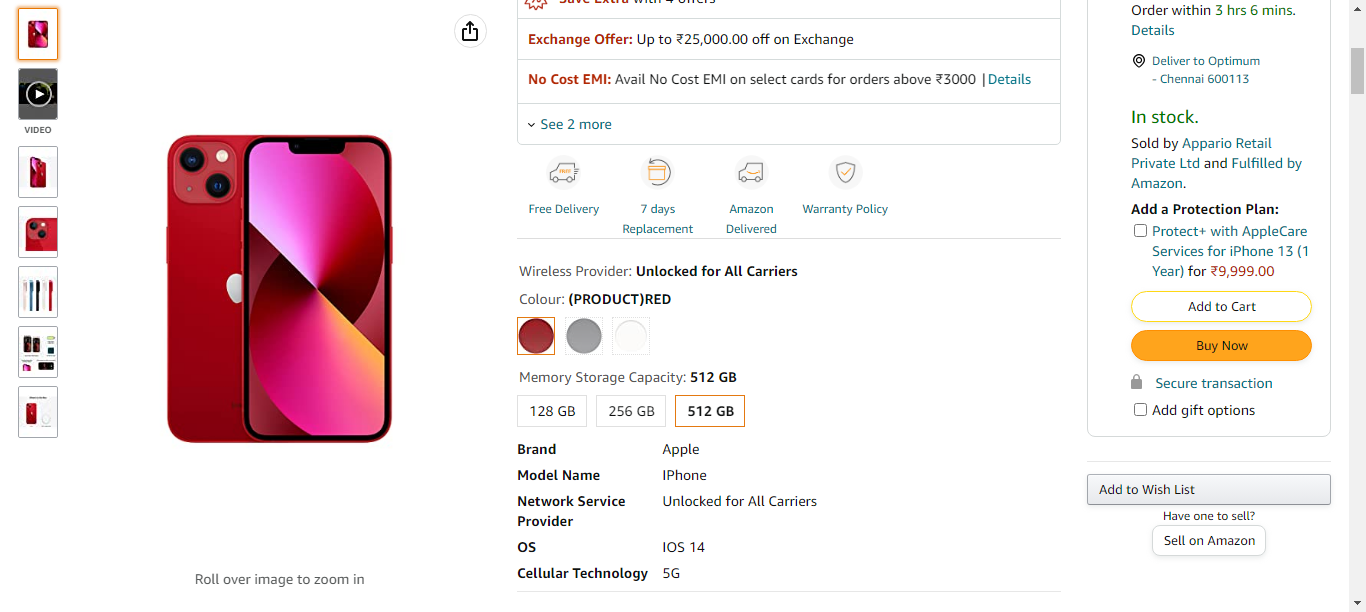 VIDEO
Roll over image to zoom in
Save Extra with 4 offers
Exchange Offer: Up to ₹25,000.00 off on Exchange
No Cost EMI: Avail No Cost EMI on select cards for orders above ₹3000 | Details
See 2 more
Free Delivery
7 days
Replacement
Amazon
Delivered
Warranty Policy
Wireless Provider: Unlocked for All Carriers
Colour: (PRODUCT)RED
Memory Storage Capacity: 512 GB
128 GB
256 GB
512 GB
Brand Apple
Model Name IPhone
Network Service Unlocked for All Carriers
Provider
OS IOS 14
Cellular Technology 5G
Order within 3 hrs 6 mins.
Details
Deliver to Optimum
- Chennai 600113
In stock.
Sold by Appario Retail
Private Ltd and Fulfilled by
Amazon.
Add a Protection Plan:
Protect+ with AppleCare
Services for iPhone 13 (1
Year) for ₹9,999.00
Add to Cart
Buy Now
Secure transaction
Add gift options
Add to Wish List
Have one to sell?
Sell on Amazon